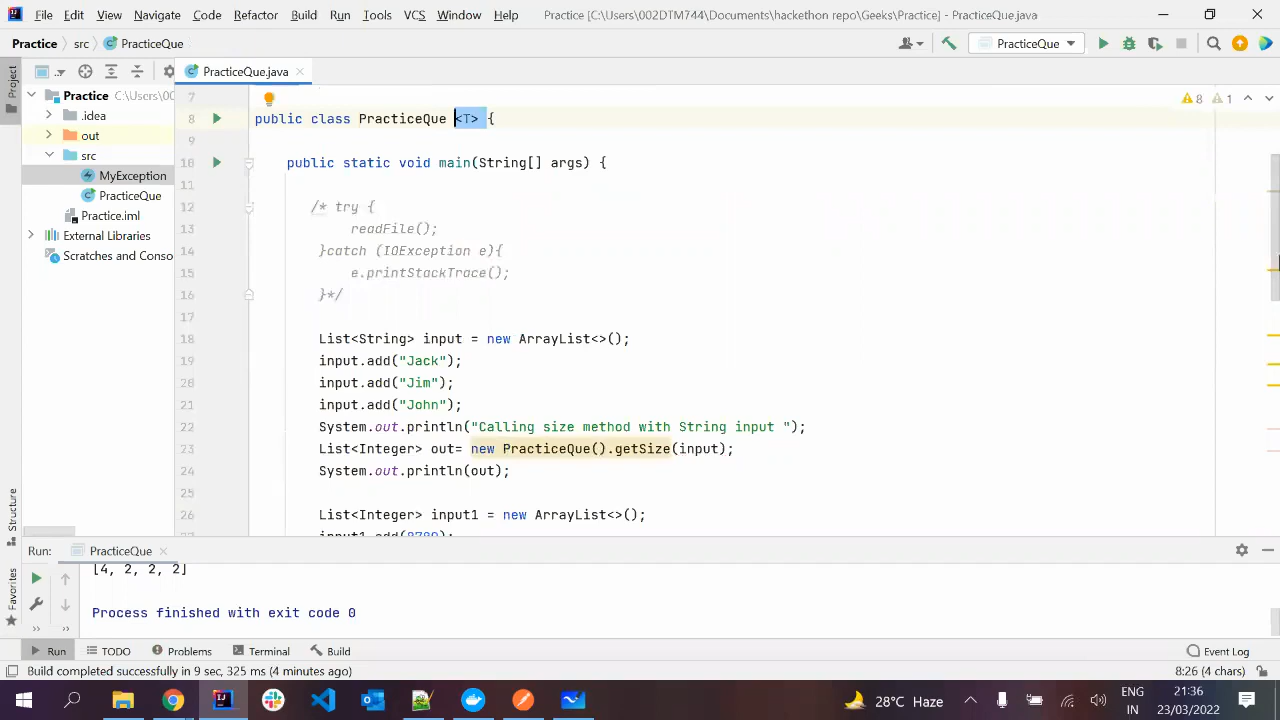 File Edit View Navigate Code Refactor Build Run Tools VCS Window Help Practice [C:\Users\002DTM744\Documents\hackethon repo\Geeks\Practice] - PracticeQue.java
Practice src PracticeQue PracticeQue
Project
PracticeQue.java
Practice C:\Users\00
.idea
out
src
MyException
PracticeQue
Practice.iml
External Libraries
Scratches and Conso
8 1
7
8 public class PracticeQue <T> {
9
10 public static void main(String[] args) {
11
12 /* try {
13 readFile();
14 }catch (IOException e){
15 e.printStackTrace();
16 }*/
17
18 List<String> input = new ArrayList<>();
19 input.add("Jack");
20 input.add("Jim");
21 input.add("John");
22 System.out.println("Calling size method with String input ");
23 List<Integer> out= new PracticeQue().getSize(input);
24 System.out.println(out);
25
26 List<Integer> input1 = new ArrayList<>();
input1.add(8789);
Structure
Favorites
Run: PracticeQue
[4, 2, 2, 2]
Process finished with exit code 0
Run TODO Problems Terminal Build Event Log
Build completed successfully in 9 sec, 325 ms (4 minutes ago) 8:26 (4 chars)
28°C Haze ENG IN 21:36 23/03/2022